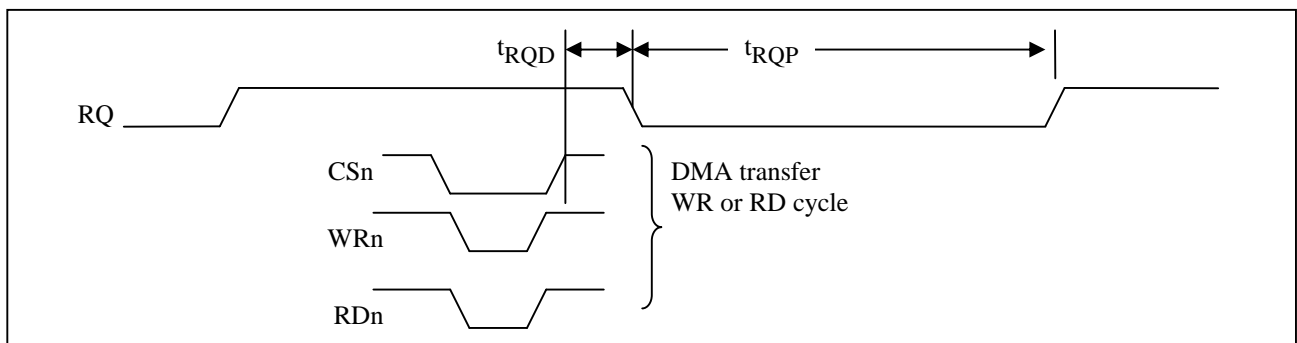 tRQD
tRQP
RQ
CSn
DMA transfer
WR or RD cycle
WRn
RDn